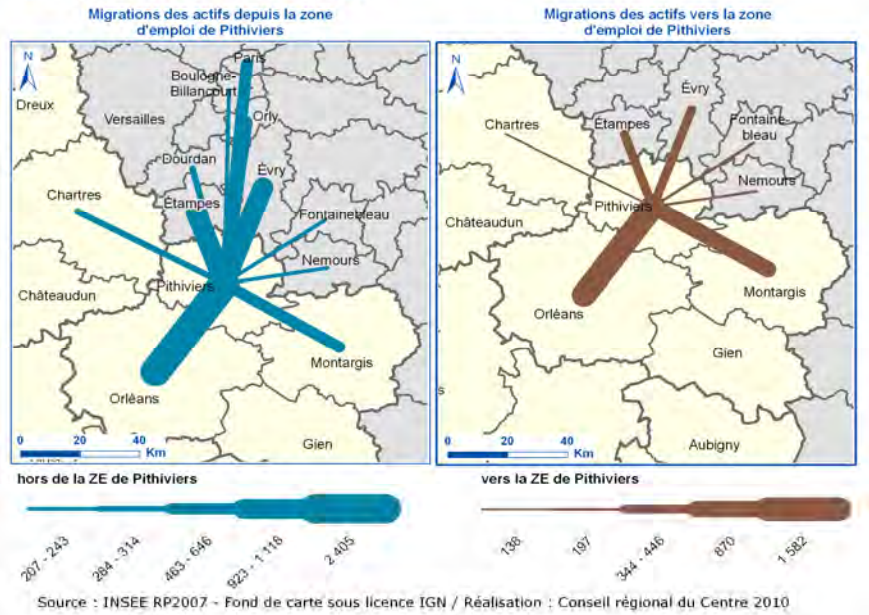 Migrations des actifs depuis la zone
d'emploi de Pithiviers
N
Paris
Boulogne-
Billancourt
Dreux
Orly
Versailles
Dourdan
Évry
Chartres
Étampes
Fontainebleau
Nemours
Pithiviers
Châteaudun
Montargis
Orléans
Gien
0 20 40
Km
hors de la ZE de Pithiviers
207 - 243
284 - 314
463 - 646
923 - 1 118
2 405
Migrations des actifs vers la zone
d'emploi de Pithiviers
N
Évry
Chartres
Étampes
Fontaine-
bleau
Nemours
Pithiviers
Châteaudun
Montargis
Orléans
Gien
s
Aubigny
0 20 40
Km
vers la ZE de Pithiviers
138
197
344 - 446
870
1 582
Source : INSEE RP2007 - Fond de carte sous licence IGN / Réalisation : Conseil régional du Centre 2010